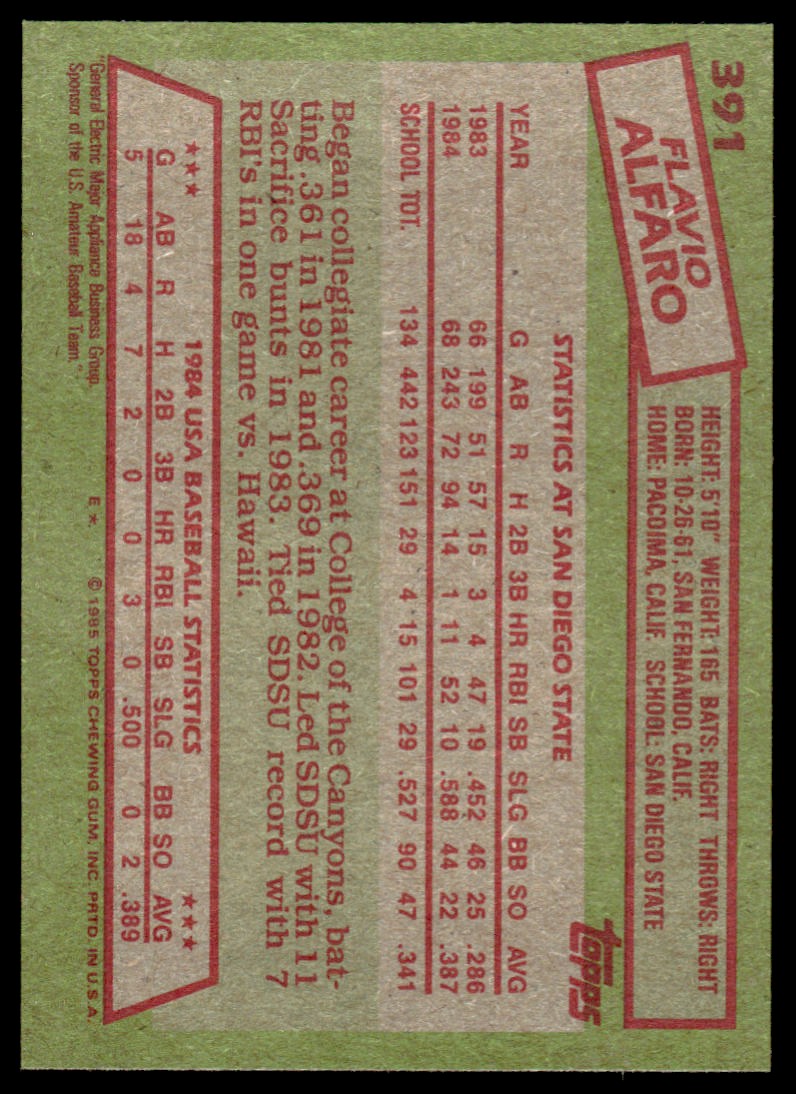 391
FLAVIO
ALFARO
HEIGHT: 5'10" WEIGHT: 165 BATS: RIGHT THROWS: RIGHT
BORN: 10-26-61, SAN FERNANDO, CALIF.
HOME: PACOIMA, CALIF. SCHOOL: SAN DIEGO STATE
topps
STATISTICS AT SAN DIEGO STATE
YEAR G AB R H 2B 3B HR RBI SB SLG BB SO AVG
1983 66 199 51 57 15 3 4 47 19 .452 46 25 .286
1984 68 243 72 94 14 1 11 52 10 .588 44 22 .387
SCHOOL TOT. 134 442 123 151 29 4 15 101 29 .527 90 47 .341
Began collegiate career at College of the Canyons, bat-
ting .361 in 1981 and .369 in 1982. Led SDSU with 11
Sacrifice bunts in 1983. Tied SDSU record with 7
RBI's in one game vs. Hawaii.
★★★ 1984 USA BASEBALL STATISTICS ★★★
G AB R H 2B 3B HR RBI SB SLG BB SO AVG
5 18 4 7 2 0 0 3 0 .500 0 2 .389
"General Electric Major Appliance Business Group,
Sponsor of the U.S. Amateur Baseball Team."
E★ © 1985 TOPPS CHEWING GUM, INC. PRTD. IN U.S.A.